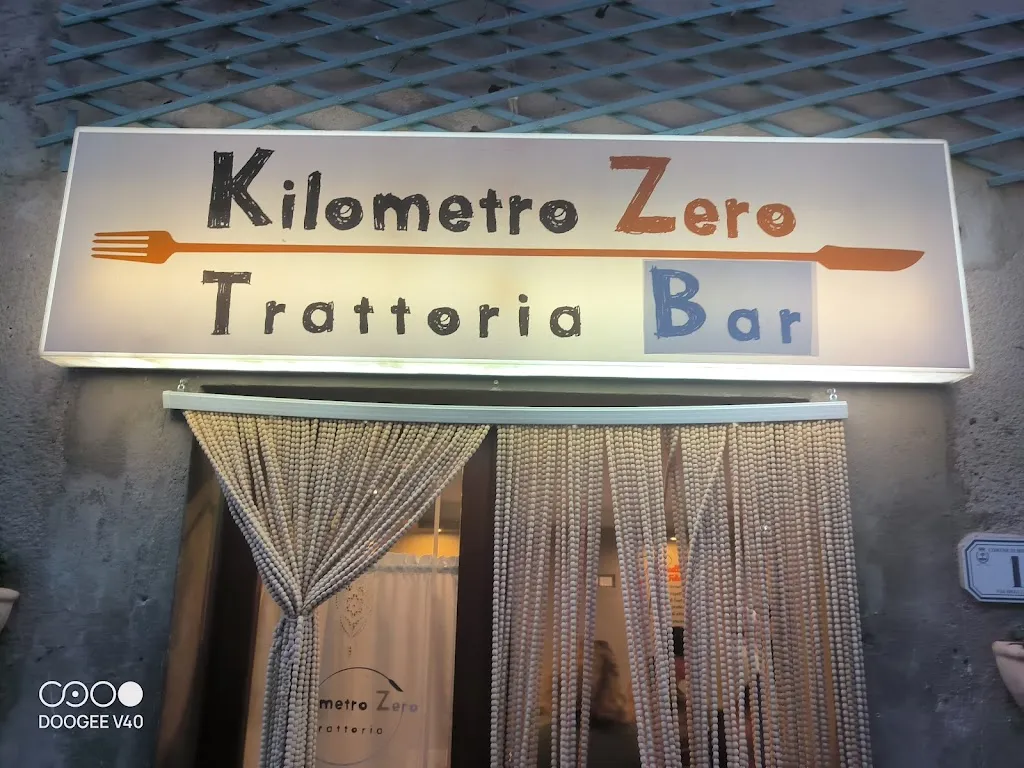 Kilometro Zero
Trattoria Bar
metro Zero
rattoria
DOOGEE V40